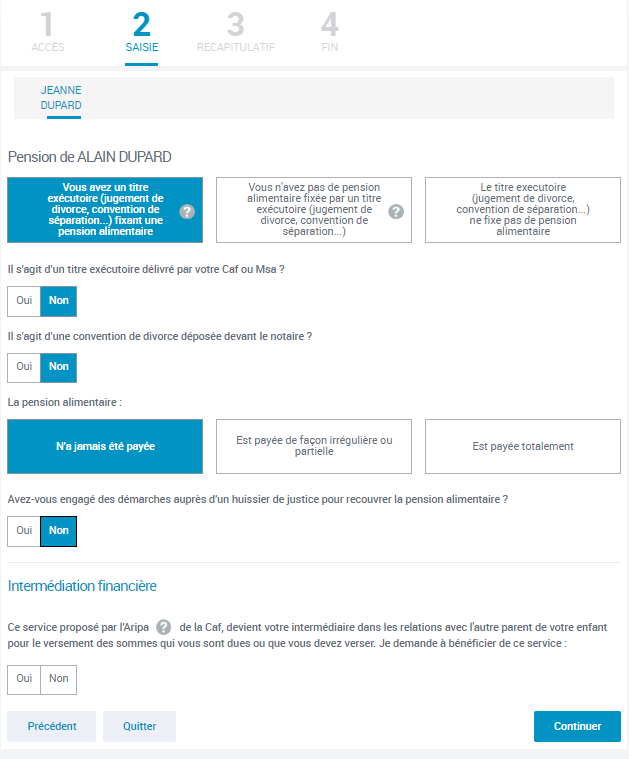 1
2
3
4
ACCÈS
SAISIE
RECAPITULATIF
FIN
JEANNE
DUPARD
Pension de ALAIN DUPARD
Vous avez un titre
exécutoire (jugement de
divorce, convention de
séparation...) fixant une
pension alimentaire
?
Vous n'avez pas de pension
alimentaire fixée par un titre
exécutoire (jugement de
divorce, convention de
séparation...)
?
Le titre executoire
(jugement de divorce,
convention de séparation...)
ne fixe pas de pension
alimentaire
Il s'agit d'un titre exécutoire délivré par votre Caf ou Msa ?
Oui Non
Il s'agit d'une convention de divorce déposée devant le notaire ?
Oui Non
La pension alimentaire :
N'a jamais été payée
Est payée de façon irrégulière ou
partielle
Est payée totalement
Avez-vous engagé des démarches auprès d'un huissier de justice pour recouvrer la pension alimentaire ?
Oui Non
Intermédiation financière
Ce service proposé par l'Aripa ? de la Caf, devient votre intermédiaire dans les relations avec l'autre parent de votre enfant
pour le versement des sommes qui vous sont dues ou que vous devez verser. Je demande à bénéficier de ce service :
Oui Non
Précédent
Quitter
Continuer